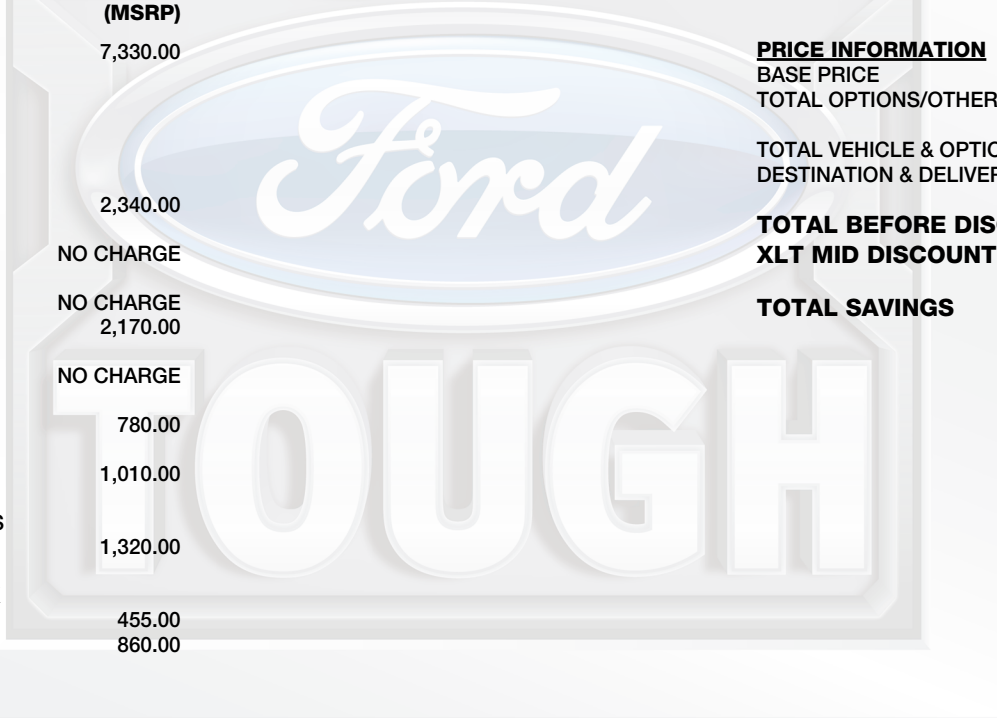 (MSRP)
7,330.00
2,340.00
NO CHARGE
NO CHARGE
2,170.00
NO CHARGE
780.00
1,010.00
S
1,320.00
455.00
860.00
PRICE INFORMATION
BASE PRICE
TOTAL OPTIONS/OTHER
TOTAL VEHICLE & OPTIO
DESTINATION & DELIVER
TOTAL BEFORE DISC
XLT MID DISCOUNT
TOTAL SAVINGS
Ford
TOUGH